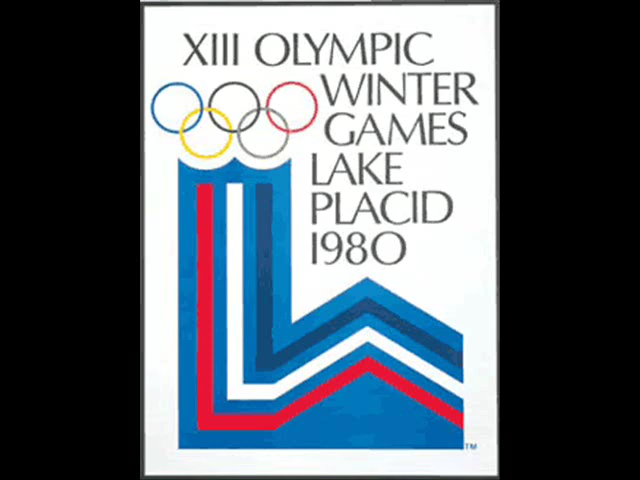 XIII OLYMPIC
WINTER
GAMES
LAKE
PLACID
1980
TM